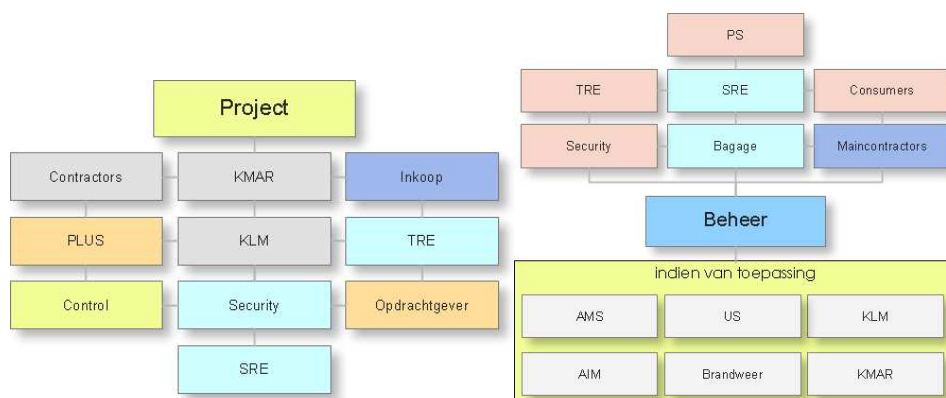 Project
Contractors
KMAR
Inkoop
PLUS
KLM
TRE
Control
Security
Opdrachtgever
SRE
PS
TRE
SRE
Consumers
Security
Bagage
Maincontractors
Beheer
indien van toepassing
AMS
US
KLM
AIM
Brandweer
KMAR